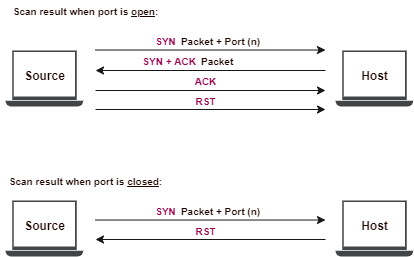 Scan result when port is open:
SYN Packet + Port (n)
SYN + ACK Packet
Source
Host
ACK
RST
Scan result when port is closed:
SYN Packet + Port (n)
Source
Host
RST